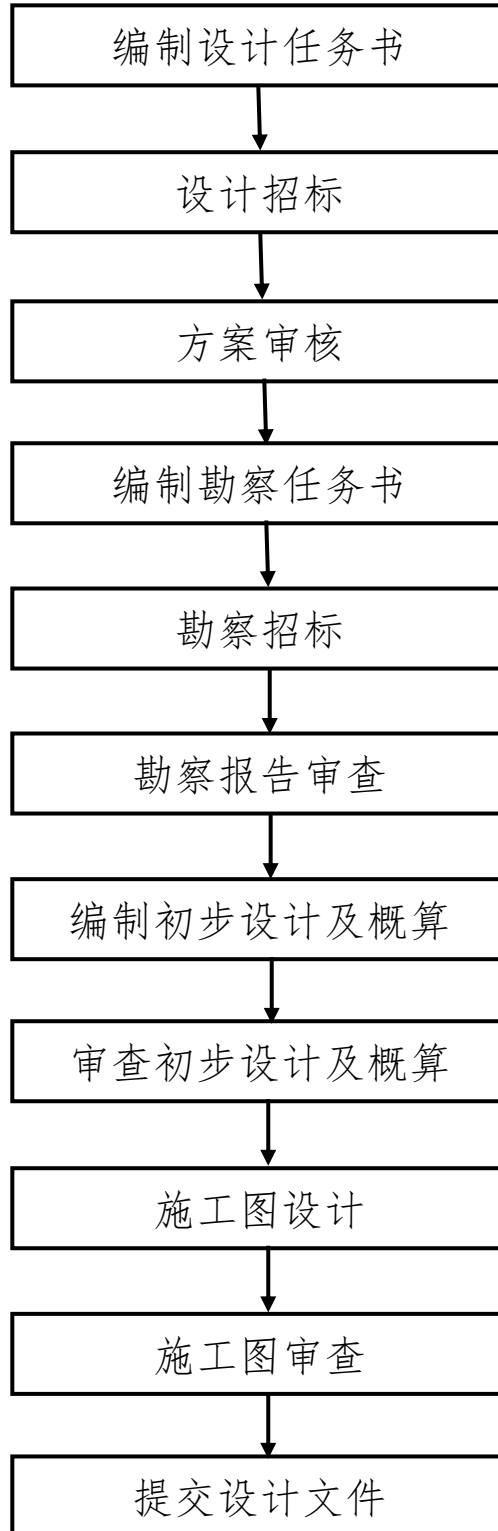 编制设计任务书
设计招标
方案审核
编制勘察任务书
勘察招标
勘察报告审查
编制初步设计及概算
审查初步设计及概算
施工图设计
施工图审查
提交设计文件